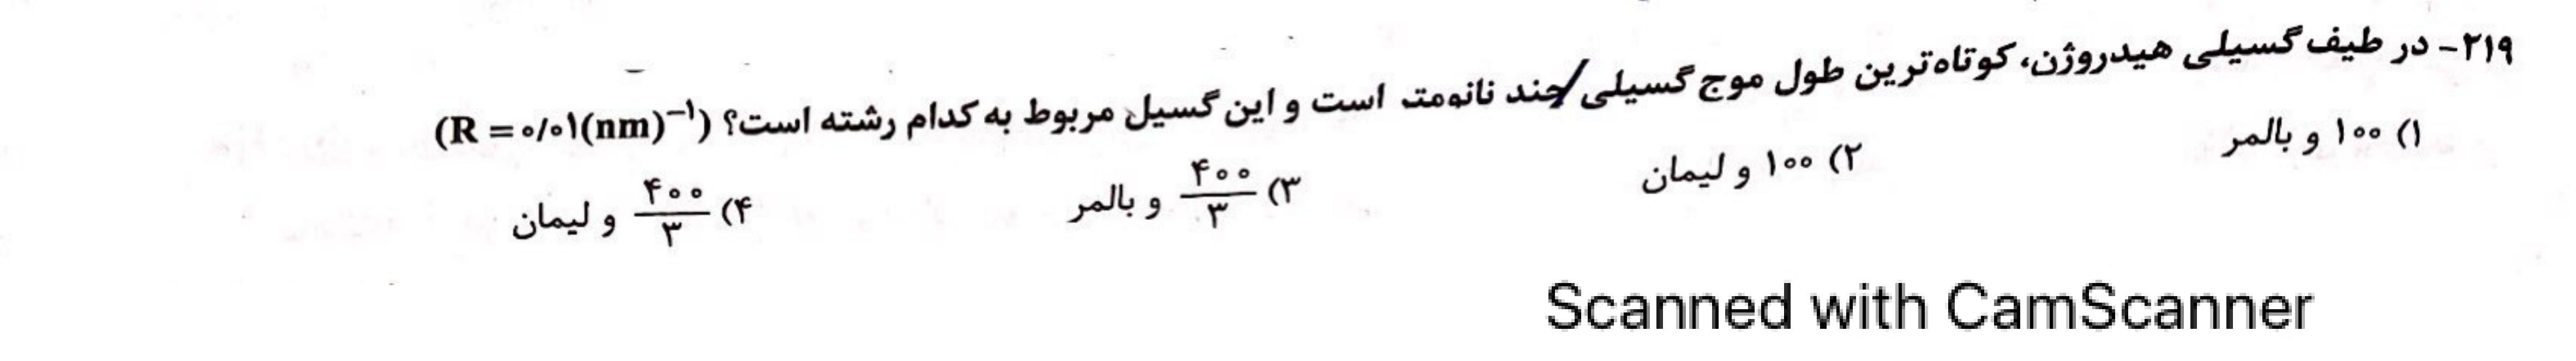 ۲۱۹- در طیف گسیلی هیدروژن، کوتاه‌ترین طول موج گسیلی چند نانومتر است و این گسیل مربوط به کدام رشته است؟ (R = ۰/۰۱(nm)⁻¹)
۱) ۱۰۰ و بالمر ۲) ۱۰۰ و لیمان ۳) ۴۰۰/۳ و بالمر ۴) ۴۰۰/۳ و لیمان
Scanned with CamScanner